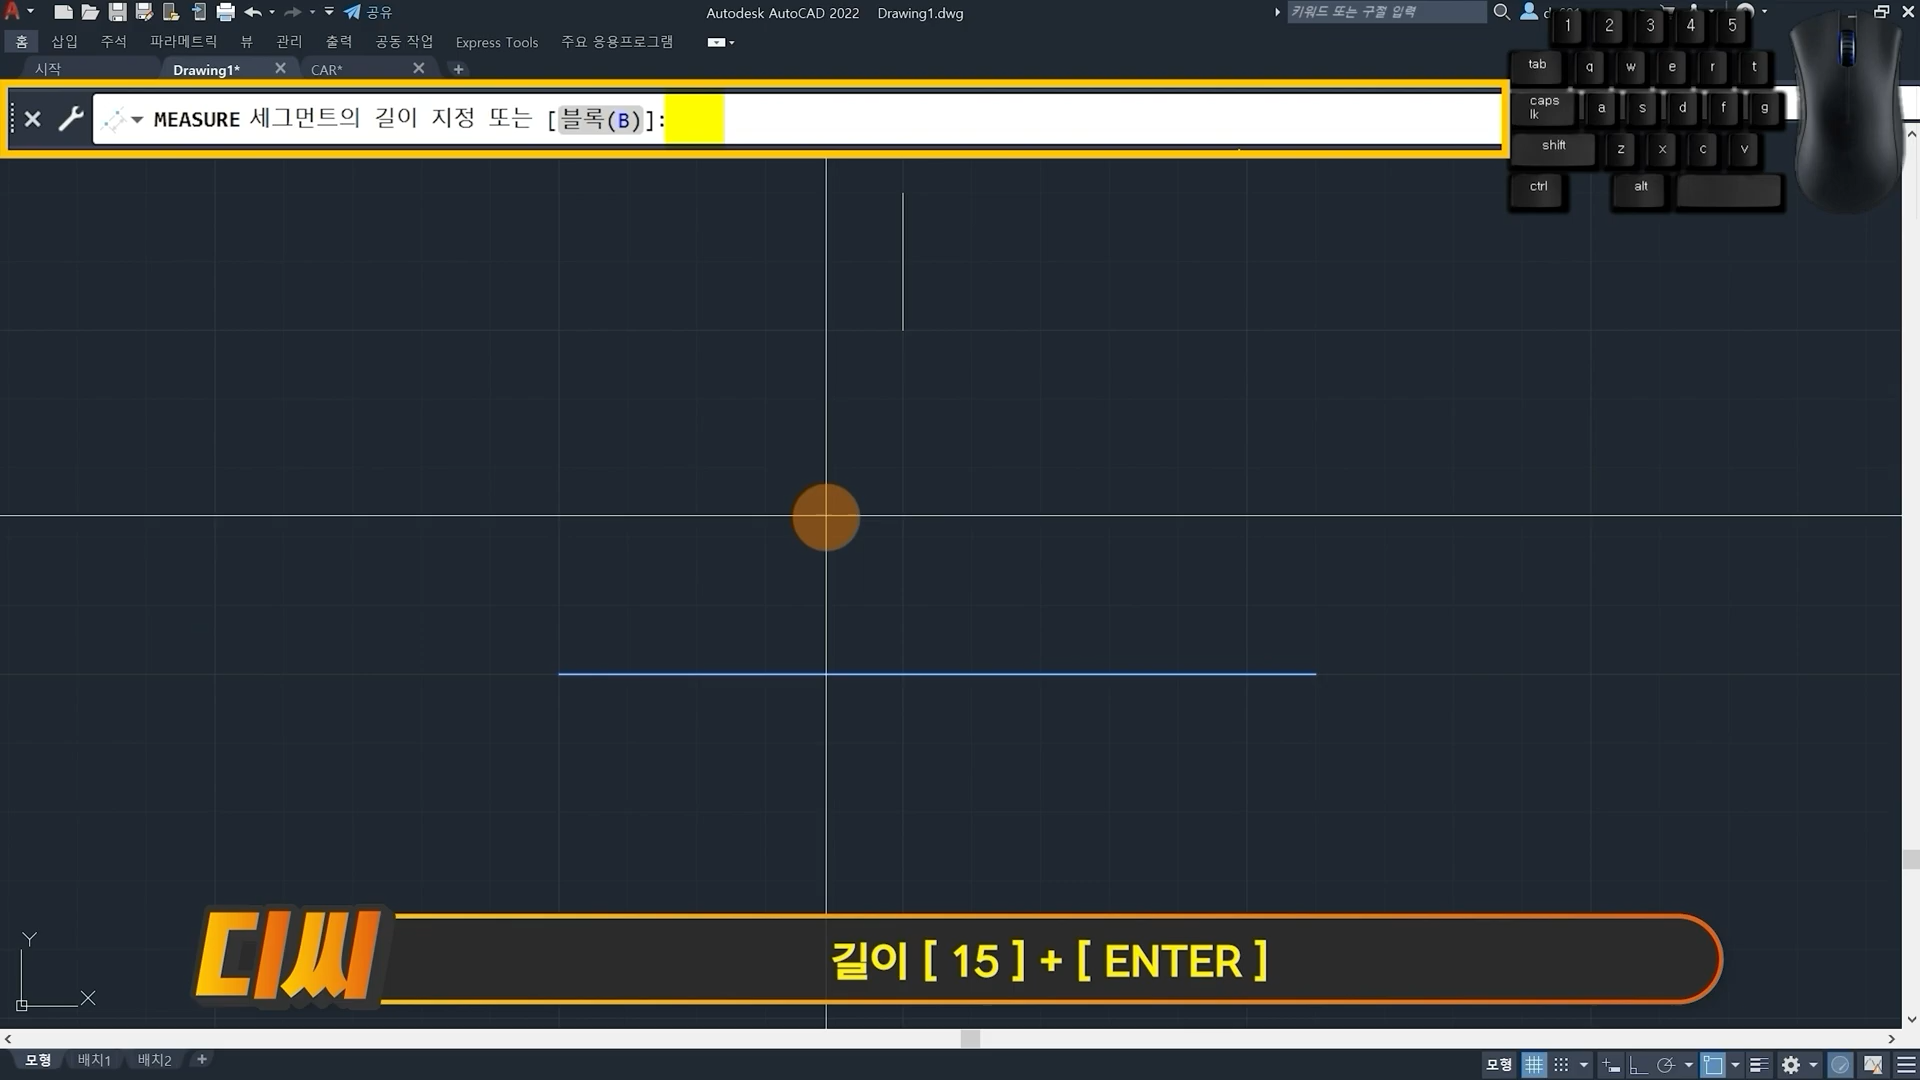 공유
Autodesk AutoCAD 2022 Drawing1.dwg
키워드 또는 구절 입력
홈 삽입 주석 파라메트릭 뷰 관리 출력 공동 작업 Express Tools 주요 응용프로그램
시작 Drawing1* CAR*
MEASURE 세그먼트의 길이 지정 또는 [블록(B)]:
1 2 3 4 5
tab q w e r t
caps lk a s d f g
shift z x c v
ctrl alt
디씨
길이 [ 15 ] + [ ENTER ]
Y
X
모형 배치1 배치2
모형